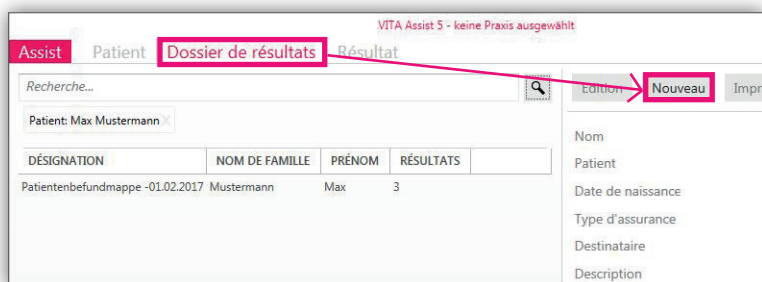 VITA Assist 5 - keine Praxis ausgewählt
Assist Patient Dossier de résultats Résultat
Recherche...
Edition Nouveau Impr
Patient: Max Mustermann X
DÉSIGNATION NOM DE FAMILLE PRÉNOM RÉSULTATS
Patientenbefundmappe -01.02.2017 Mustermann Max 3
Nom
Patient
Date de naissance
Type d'assurance
Destinataire
Description